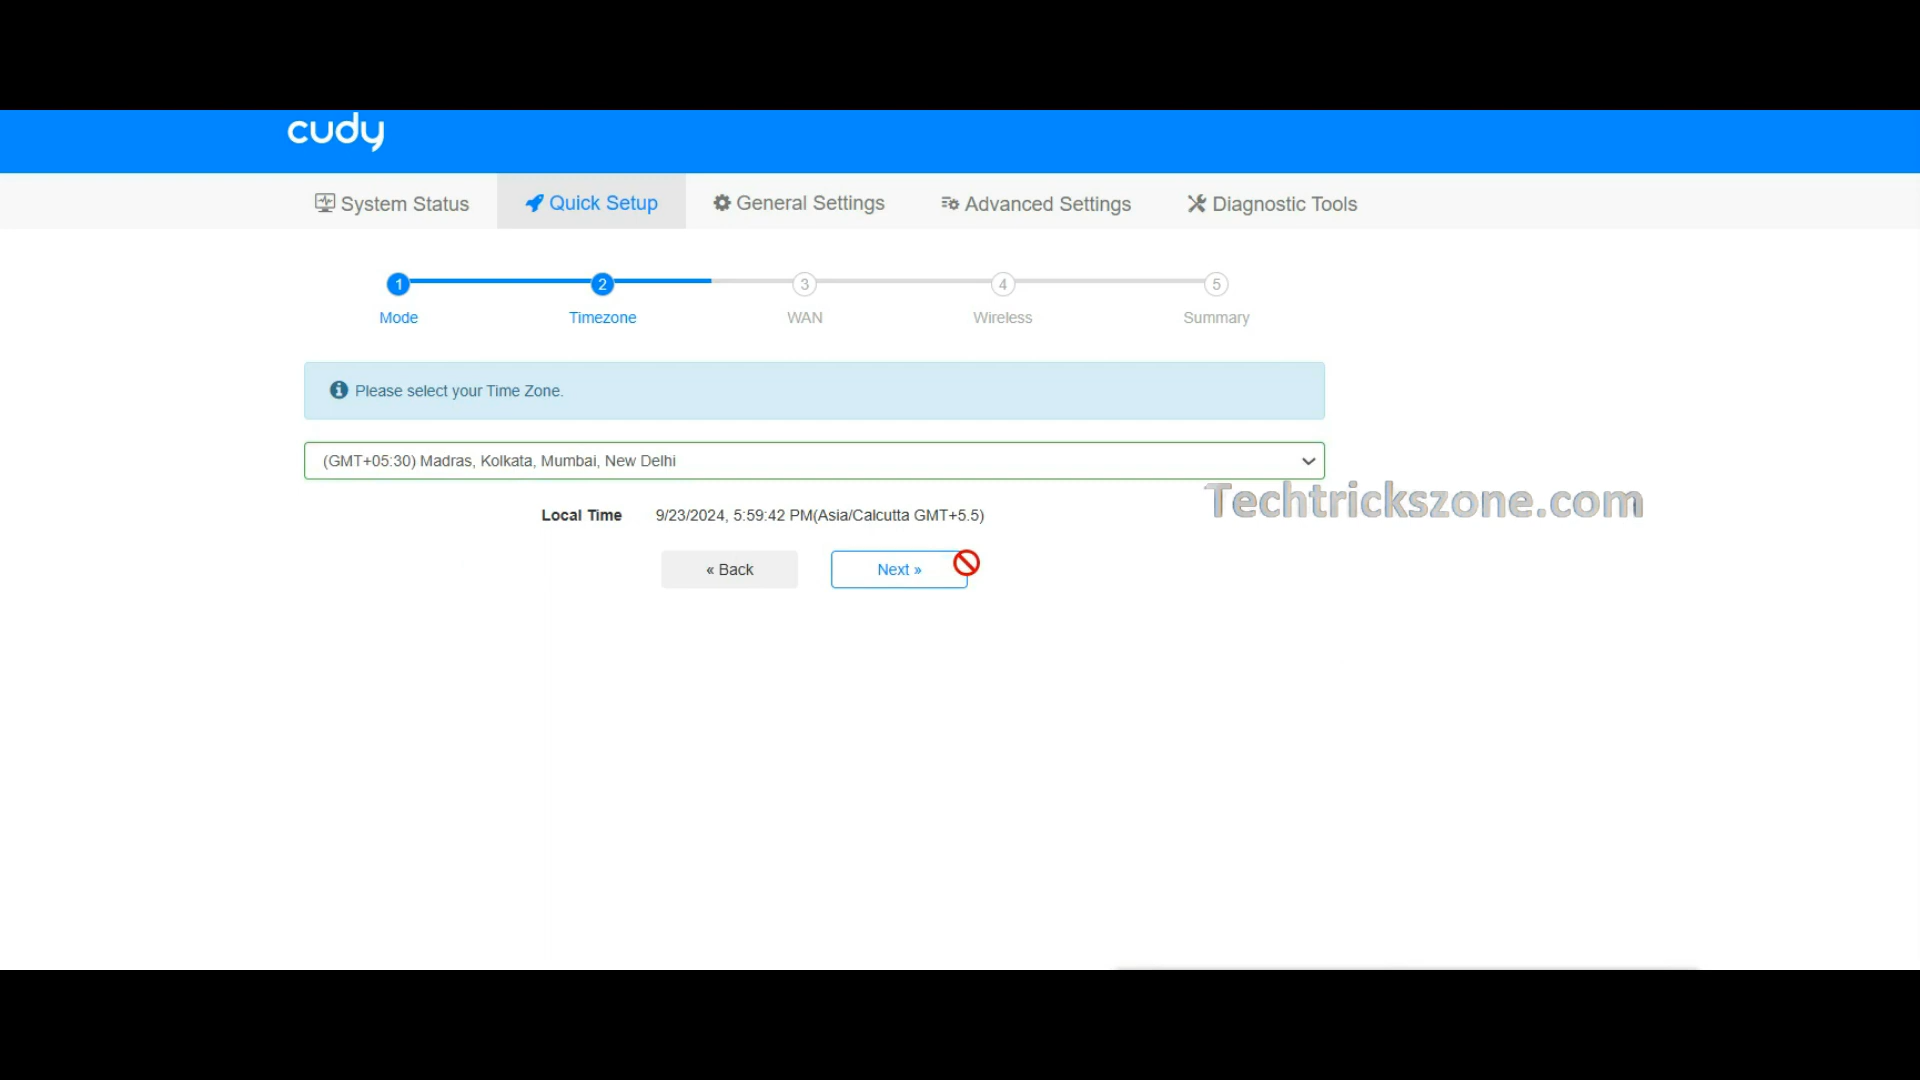 cudy
System Status Quick Setup General Settings Advanced Settings Diagnostic Tools
1 2 3 4 5
Mode Timezone WAN Wireless Summary
Please select your Time Zone.
(GMT+05:30) Madras, Kolkata, Mumbai, New Delhi
Techtrickszone.com
Local Time 9/23/2024, 5:59:42 PM(Asia/Calcutta GMT+5.5)
« Back Next »